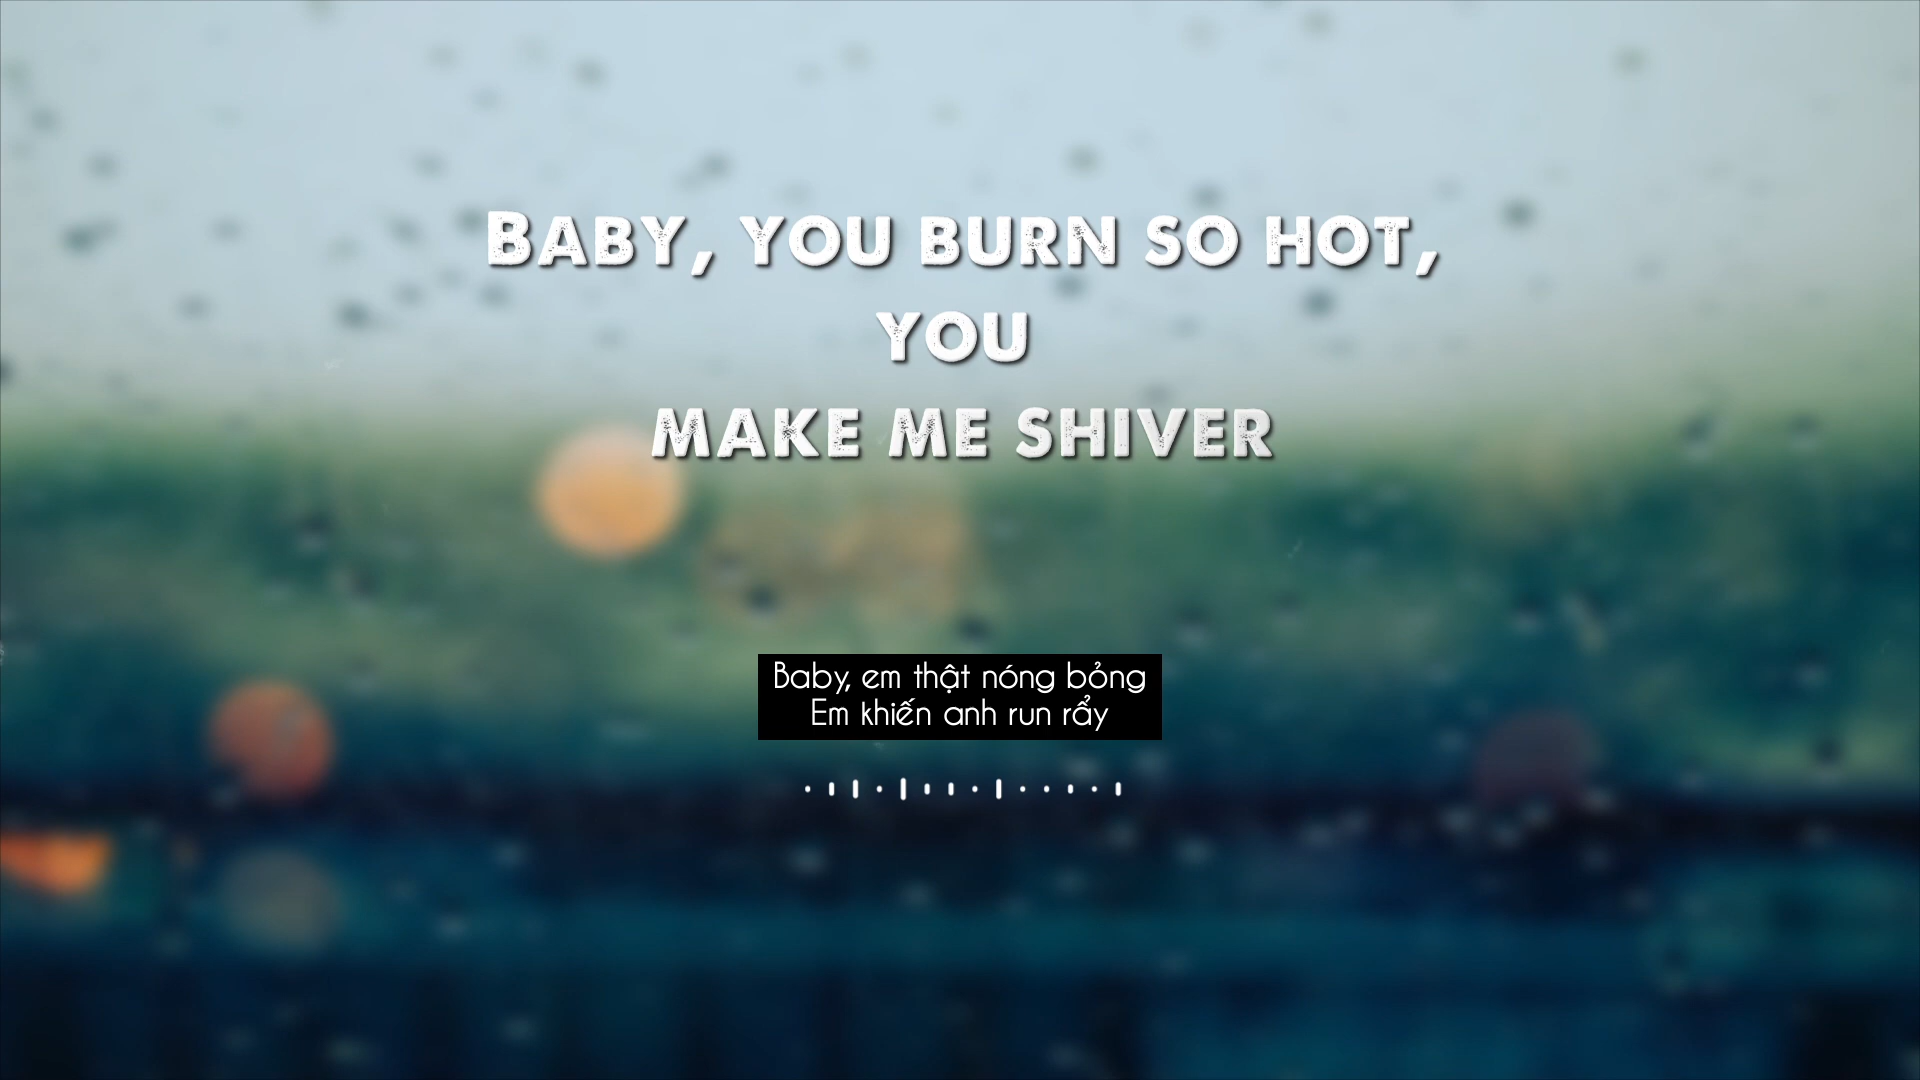 BABY, YOU BURN SO HOT,
YOU
MAKE ME SHIVER
Baby, em thật nóng bỏng
Em khiến anh run rẩy